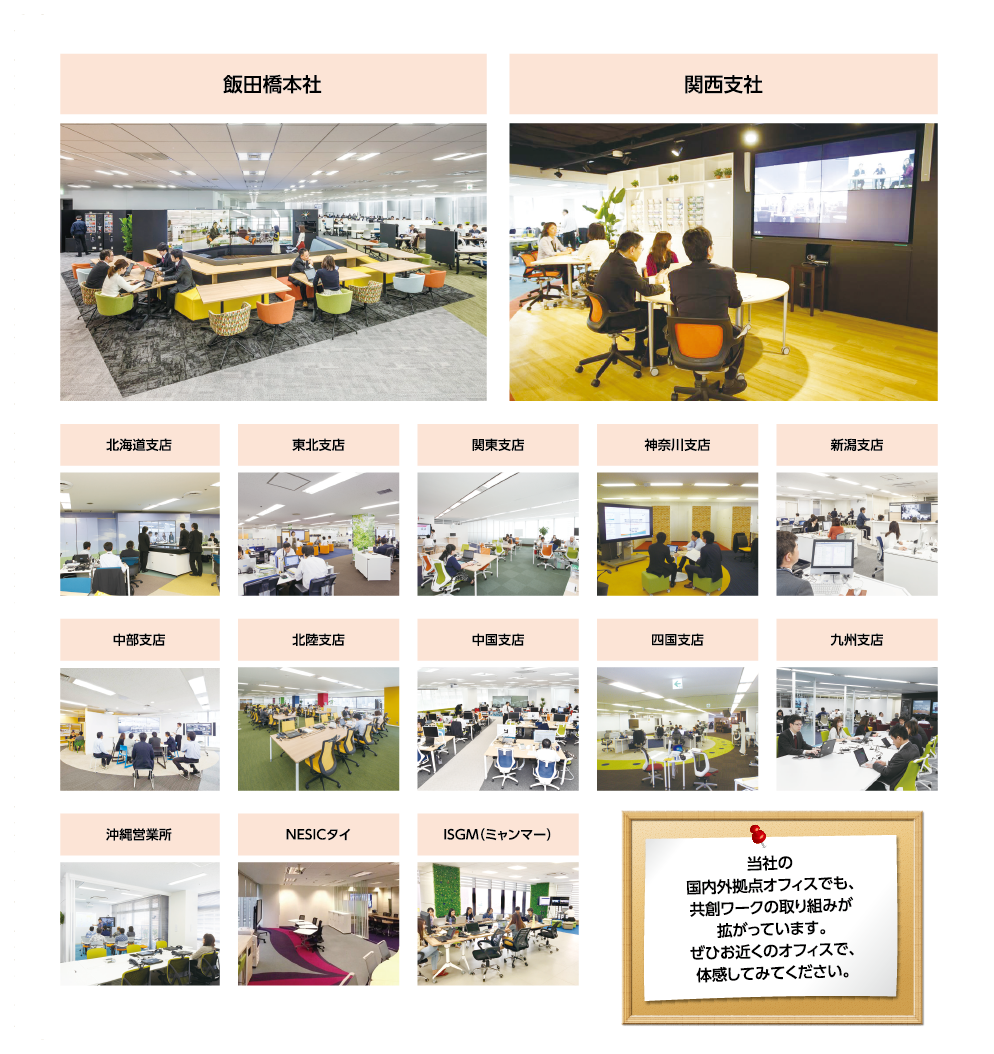 飯田橋本社
関西支社
北海道支店
東北支店
関東支店
神奈川支店
新潟支店
中部支店
北陸支店
中国支店
四国支店
九州支店
沖縄営業所
NESICタイ
ISGM（ミャンマー）
当社の
国内外拠点オフィスでも、
共創ワークの取り組みが
拡がっています。
ぜひお近くのオフィスで、
体感してみてください。